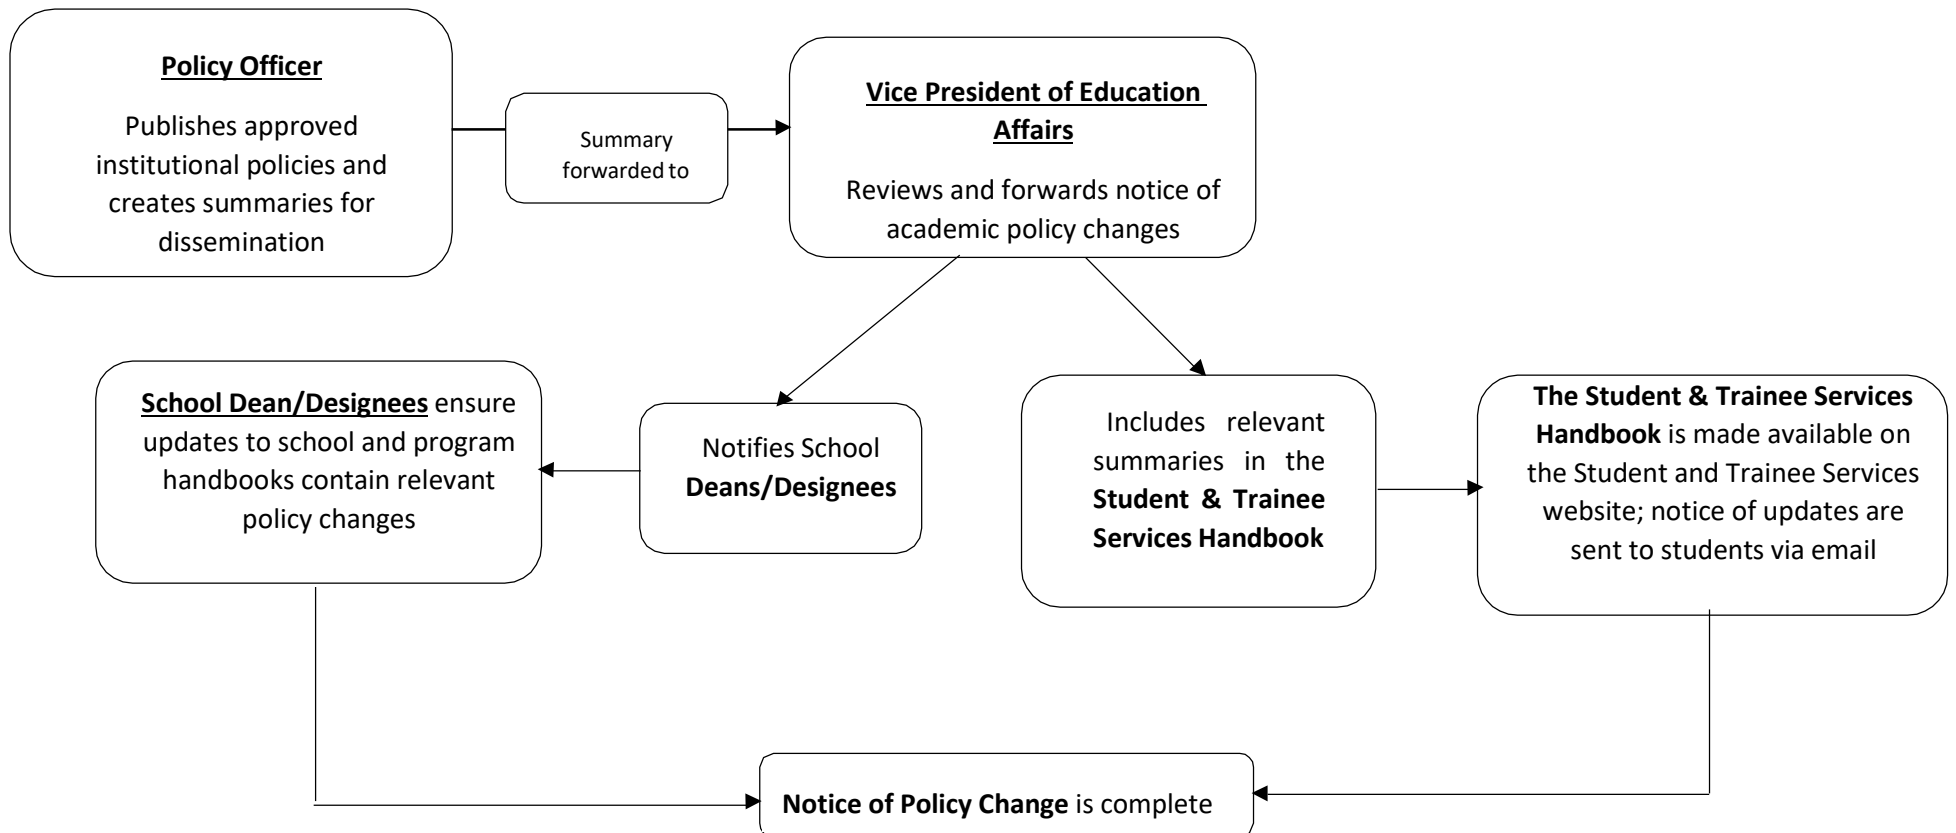 Policy Officer
Publishes approved
institutional policies and
creates summaries for
dissemination
Summary
forwarded to
Vice President of Education
Affairs
Reviews and forwards notice of
academic policy changes
School Dean/Designees ensure
updates to school and program
handbooks contain relevant
policy changes
Notifies School
Deans/Designees
Includes relevant
summaries in the
Student & Trainee
Services Handbook
The Student & Trainee Services
Handbook is made available on
the Student and Trainee Services
website; notice of updates are
sent to students via email
Notice of Policy Change is complete